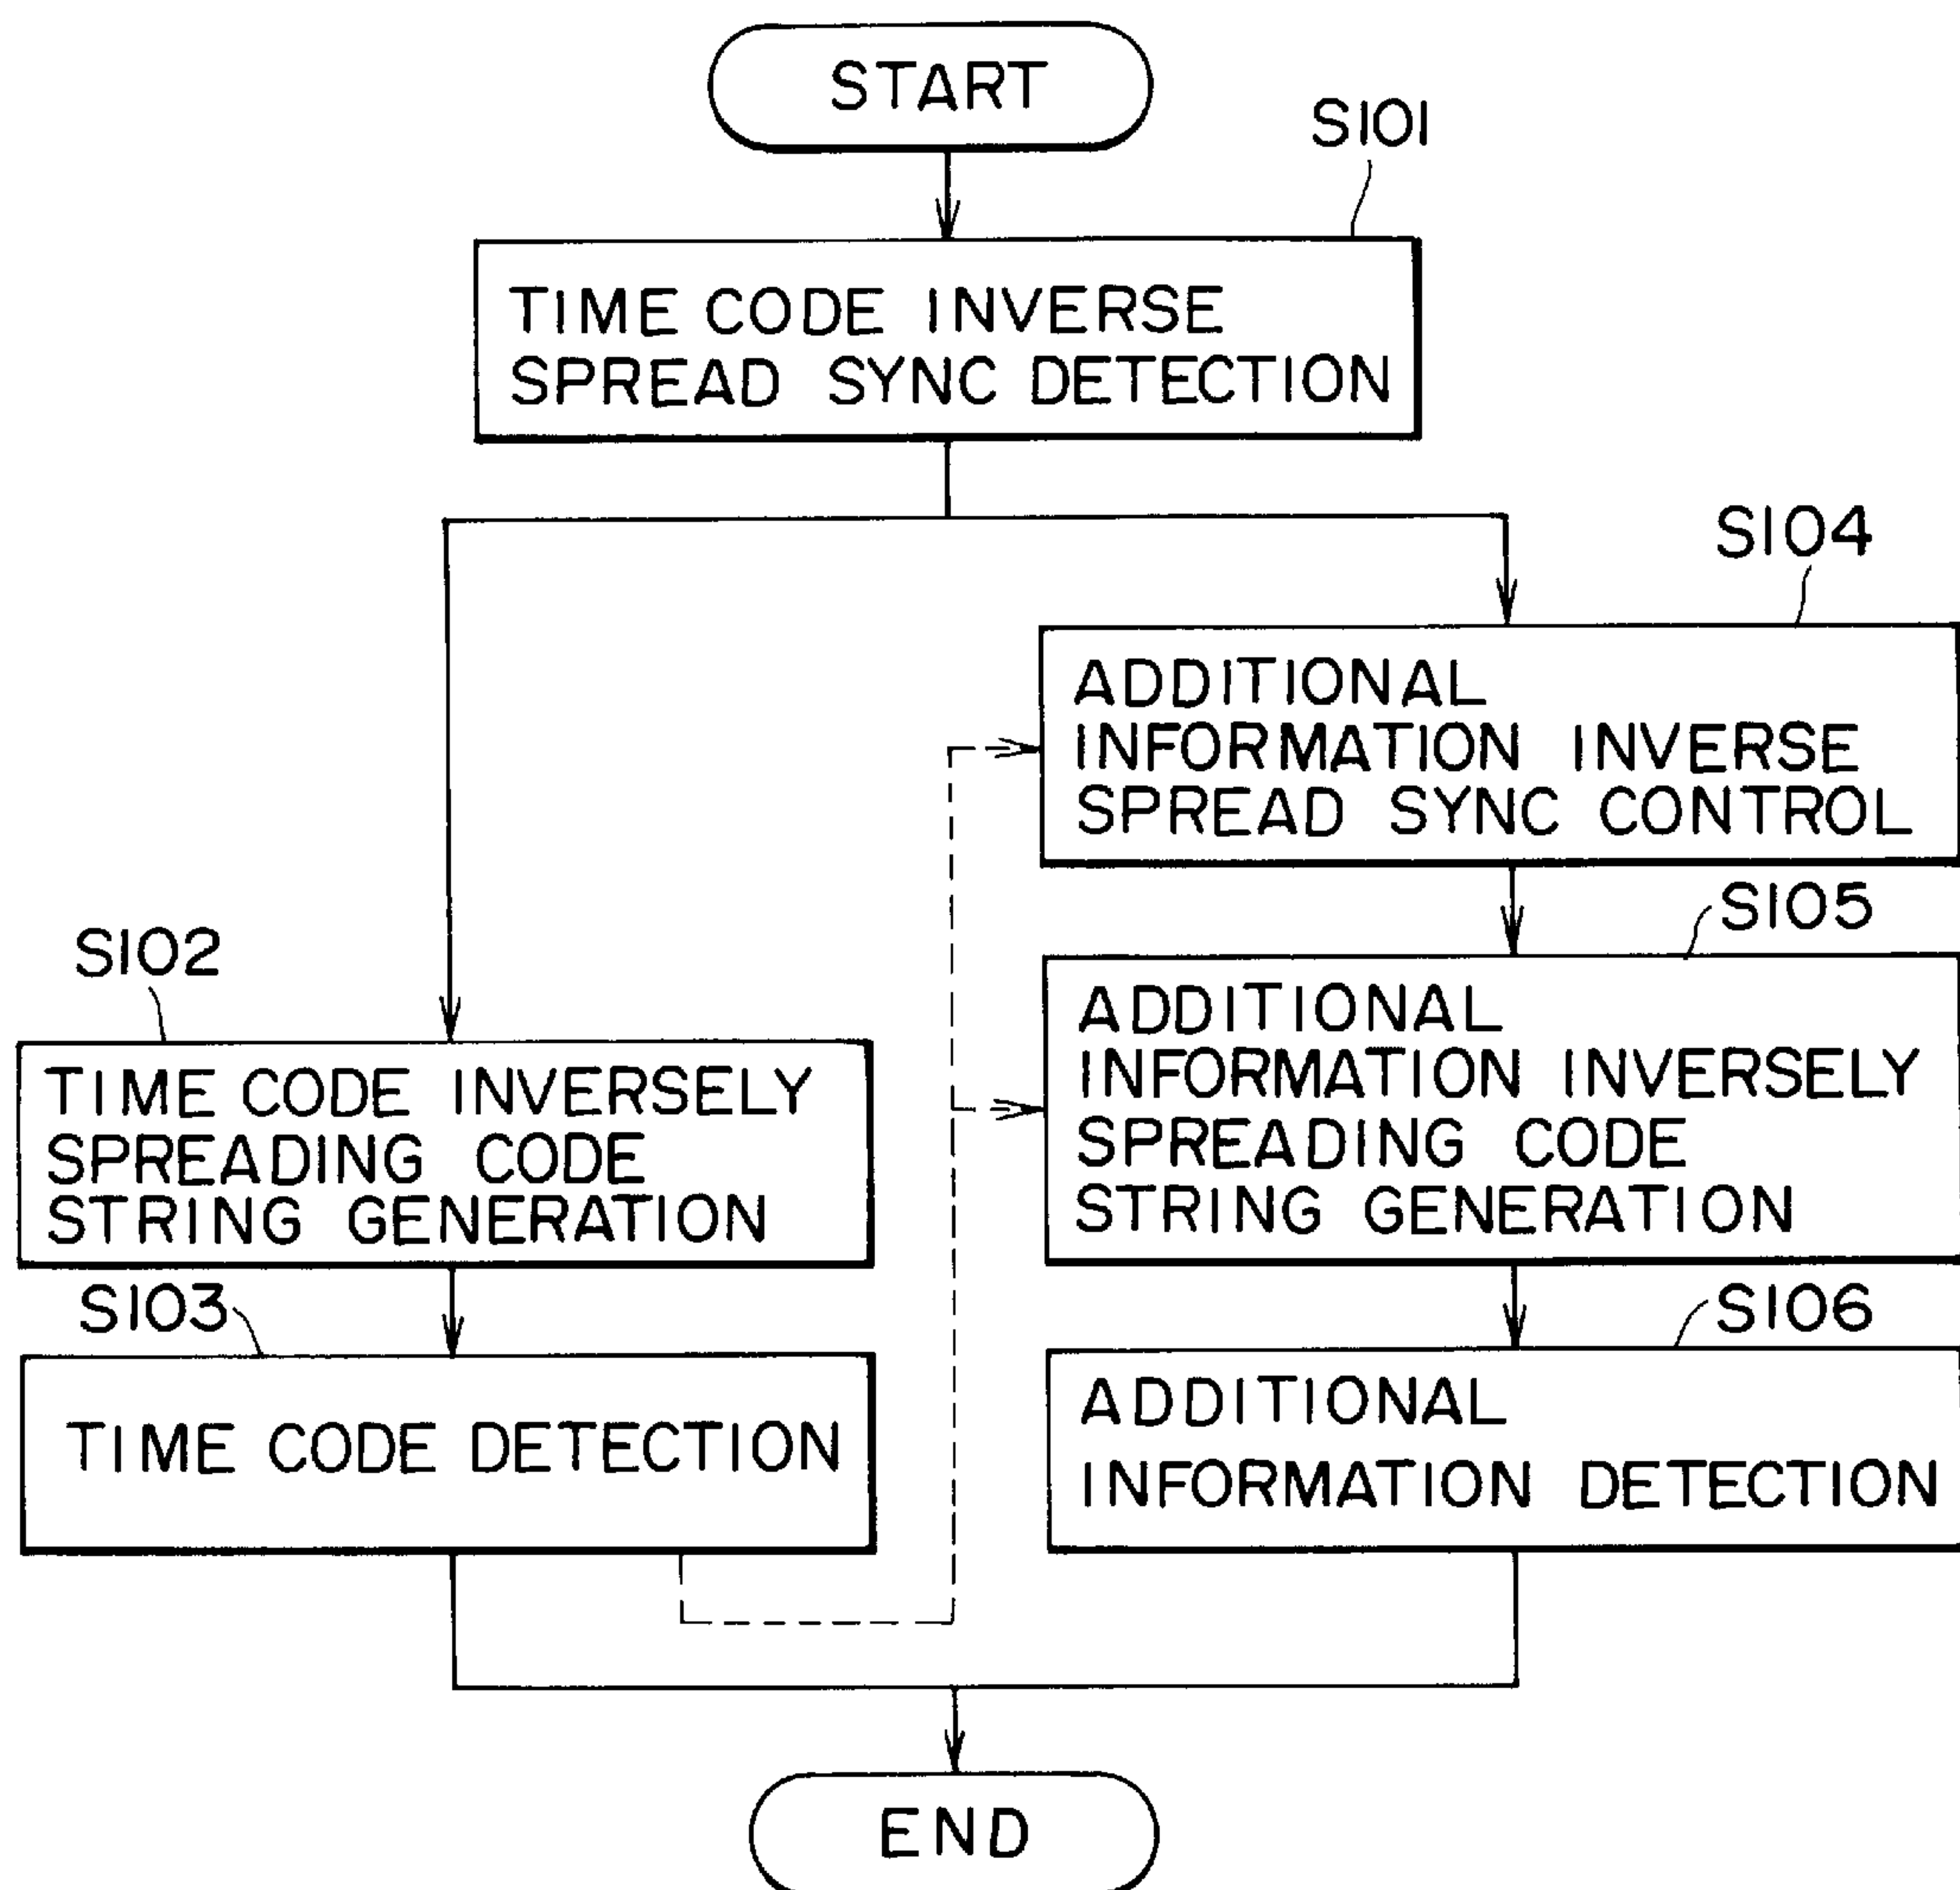 START
S101
TIME CODE INVERSE
SPREAD SYNC DETECTION
S104
ADDITIONAL
INFORMATION INVERSE
SPREAD SYNC CONTROL
S105
ADDITIONAL
INFORMATION INVERSELY
SPREADING CODE
STRING GENERATION
S102
TIME CODE INVERSELY
SPREADING CODE
STRING GENERATION
S103
TIME CODE DETECTION
S106
ADDITIONAL
INFORMATION DETECTION
END